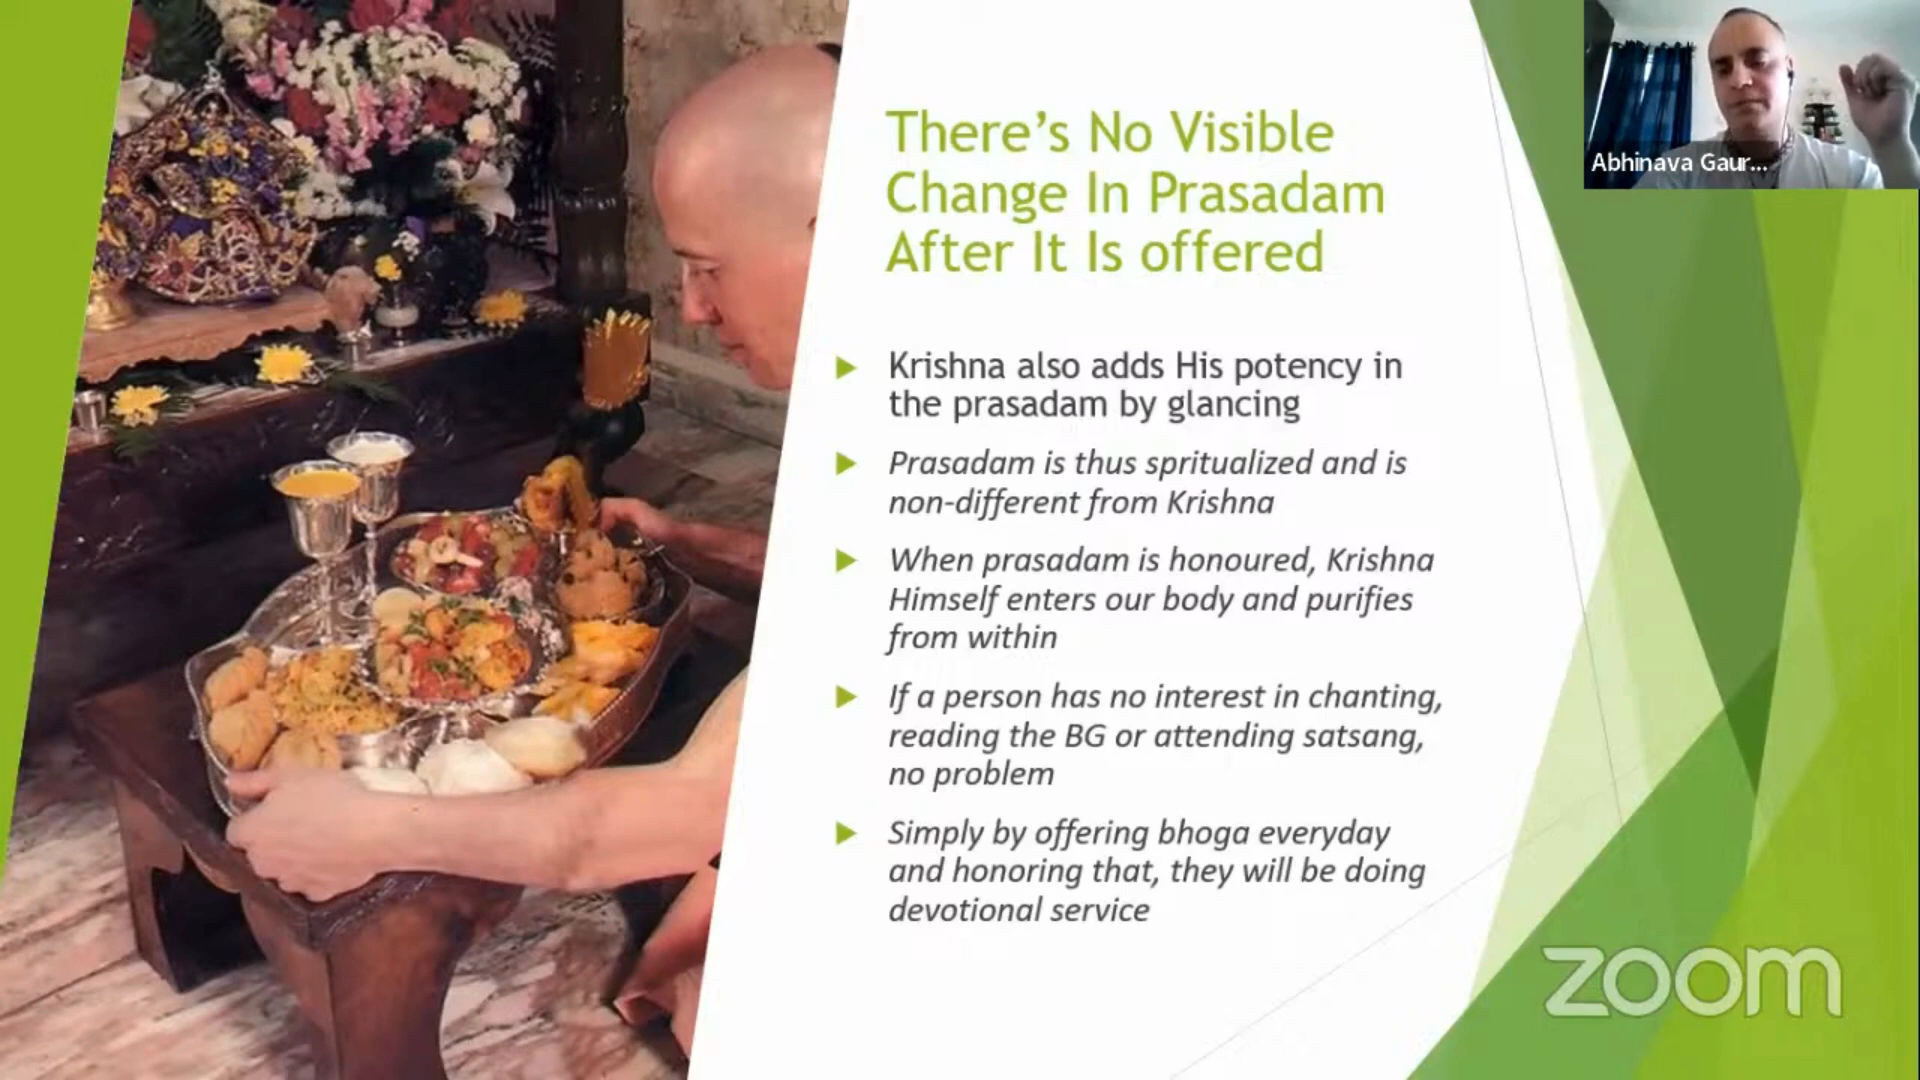 There's No Visible
Change In Prasadam
After It Is offered
Krishna also adds His potency in
the prasadam by glancing
Prasadam is thus spritualized and is
non-different from Krishna
When prasadam is honoured, Krishna
Himself enters our body and purifies
from within
If a person has no interest in chanting,
reading the BG or attending satsang,
no problem
Simply by offering bhoga everyday
and honoring that, they will be doing
devotional service
Abhinava Gaur...
zoom